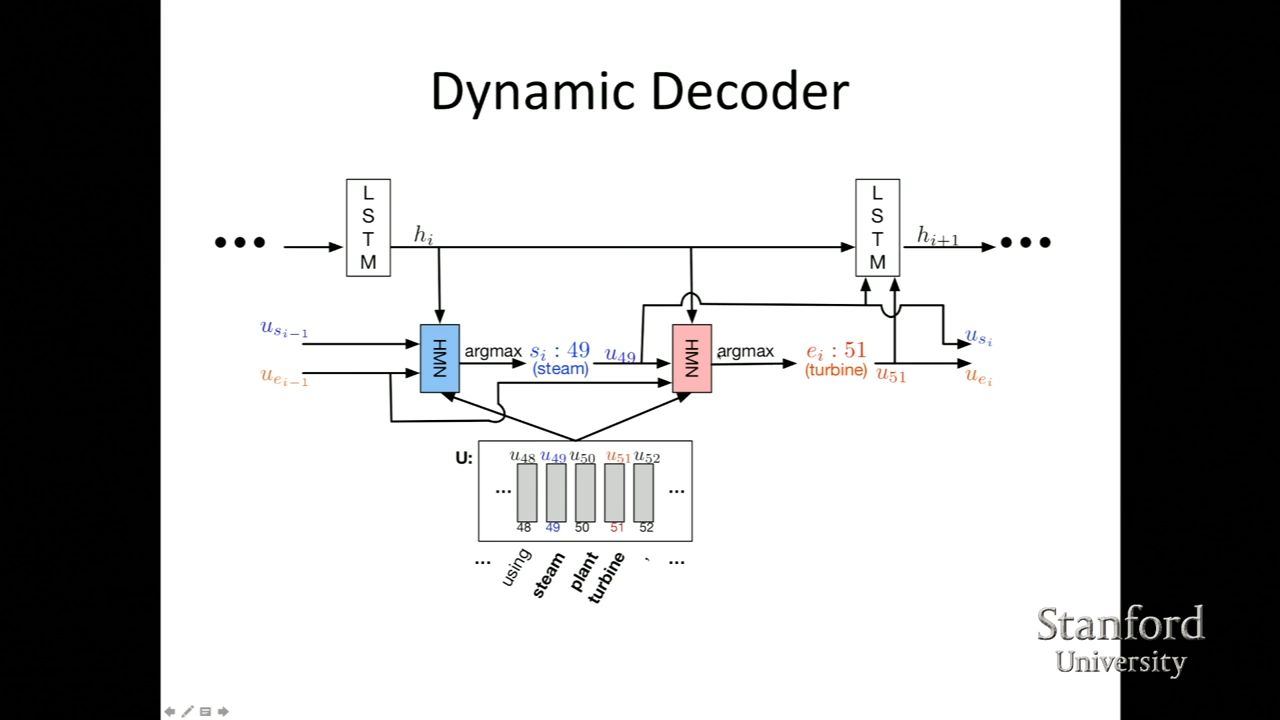 Dynamic Decoder
LSTM
LSTM
••• h_i h_{i+1} •••
u_{s_{i-1}}
u_{e_{i-1}}
HMN
argmax
s_i : 49
(steam)
u_49
HMN
argmax
e_i : 51
(turbine)
u_51
u_{s_i}
u_{e_i}
U:
u_48 u_49 u_50 u_51 u_52
... ...
48 49 50 51 52
... using steam plant turbine , ...
Stanford
University